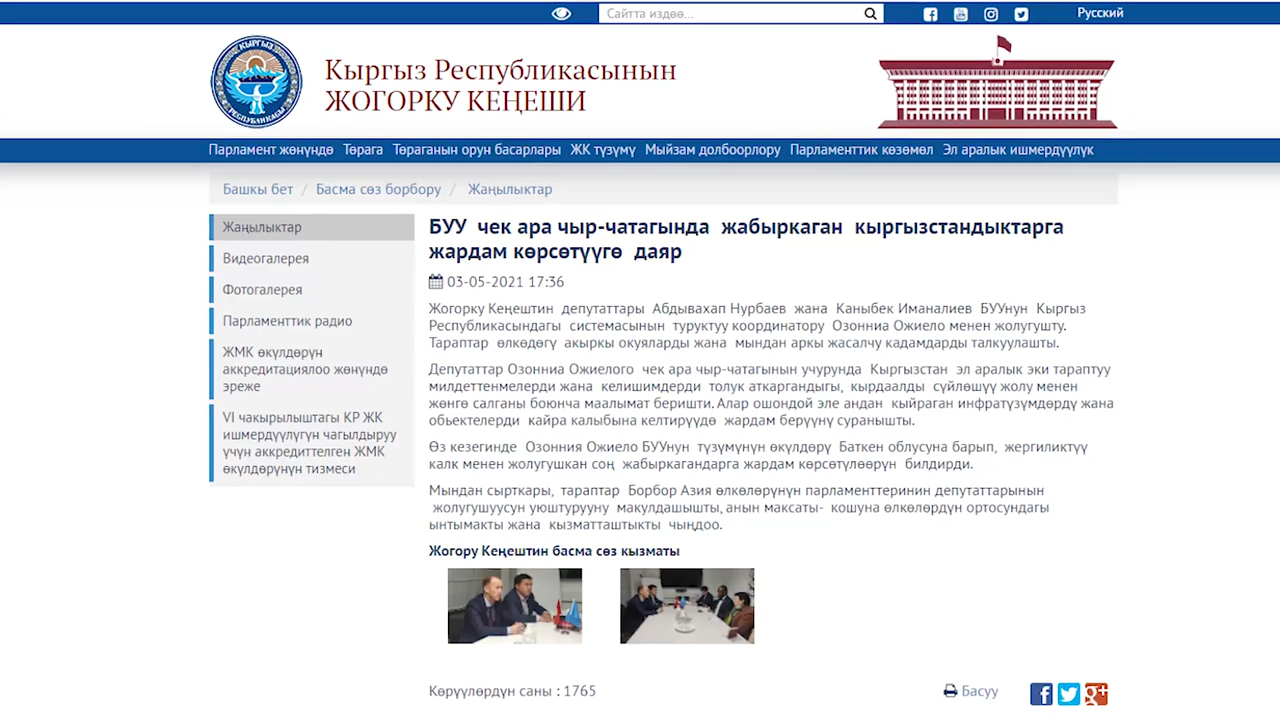 Сайтта издөө...
Русский
КЫРГЫЗ
РЕСПУБЛИКАСЫ
Кыргыз Республикасынын
ЖОГОРКУ КЕҢЕШИ
Парламент жөнүндө Төрага Төраганын орун басарлары ЖК түзүмү Мыйзам долбоорлору Парламенттик көзөмөл Эл аралык ишмердүүлүк
Башкы бет / Басма сөз борбору / Жаңылыктар
Жаңылыктар
Видеогалерея
Фотогалерея
Парламенттик радио
ЖМК өкүлдөрүн
аккредитациялоо жөнүндө
эреже
VI чакырылыштагы КР ЖК
ишмердүүлүгүн чагылдыруу
үчүн аккредиттелген ЖМК
өкүлдөрүнүн тизмеси
БУУ чек ара чыр-чатагында жабыркаган кыргызстандыктарга
жардам көрсөтүүгө даяр
03-05-2021 17:36
Жогорку Кеңештин депутаттары Абдывахап Нурбаев жана Каныбек Иманалиев БУУнун Кыргыз
Республикасындагы системасынын туруктуу координатору Озонниа Ожиело менен жолугушту.
Тараптар өлкөдөгү акыркы окуяларды жана мындан аркы жасалчу кадамдарды талкуулашты.
Депутаттар Озонниа Ожиелого чек ара чыр-чатагынын учурунда Кыргызстан эл аралык эки тараптуу
милдеттенмелерди жана келишимдерди толук аткаргандыгы, кырдаалды сүйлөшүү жолу менен
жөнгө салганы боюнча маалымат беришти. Алар ошондой эле андан кыйраган инфратүзүмдөрдү жана
обьектелерди кайра калыбына келтирүүдө жардам берүүнү суранышты.
Өз кезегинде Озонния Ожиело БУУнун түзүмүнүн өкүлдөрү Баткен облусуна барып, жергиликтүү
калк менен жолугушкан соң жабыркагандарга жардам көрсөтүлөөрүн билдирди.
Мындан сырткары, тараптар Борбор Азия өлкөлөрүнүн парламенттеринин депутаттарынын
жолугушуусун уюштурууну макулдашышты, анын максаты- кошуна өлкөлөрдүн ортосундагы
ынтымакты жана кызматташтыкты чыңдоо.
Жогору Кеңештин басма сөз кызматы
Көрүүлөрдүн саны : 1765
Басуу